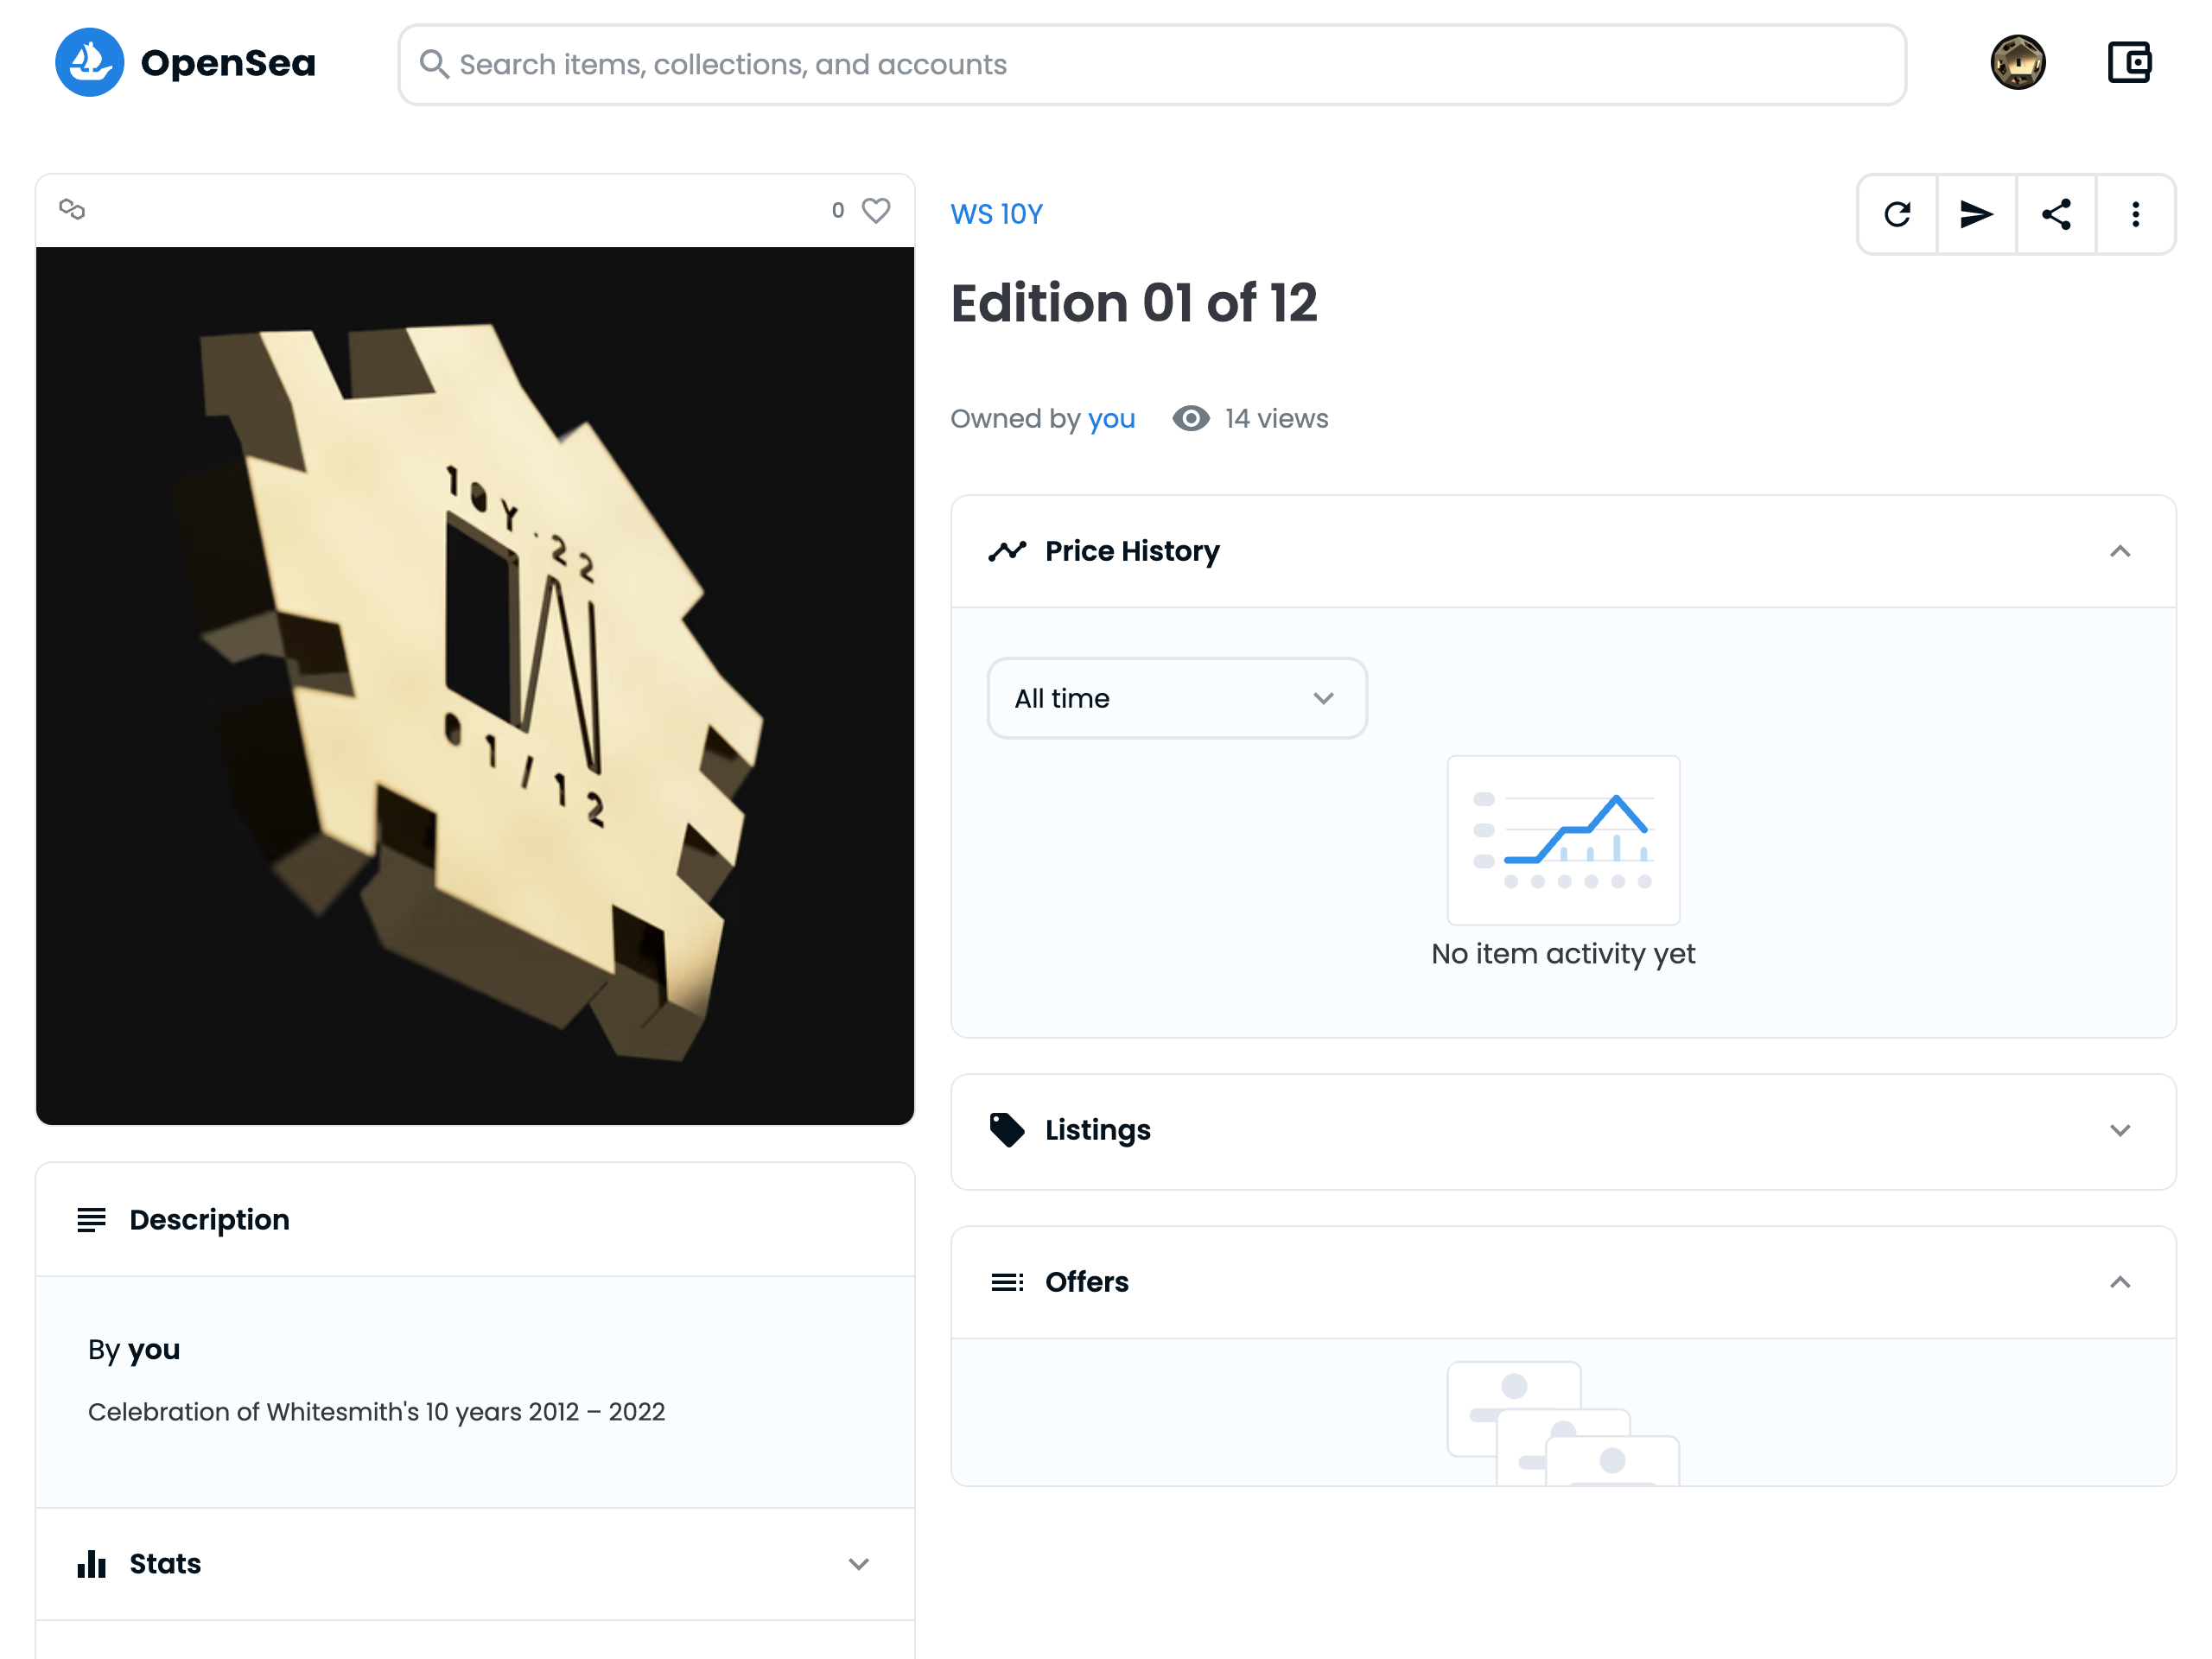 OpenSea
Search items, collections, and accounts
0
10Y.22
01/12
WS 10Y
Edition 01 of 12
Owned by you
14 views
Price History
All time
No item activity yet
Listings
Offers
Description
By you
Celebration of Whitesmith's 10 years 2012 – 2022
Stats